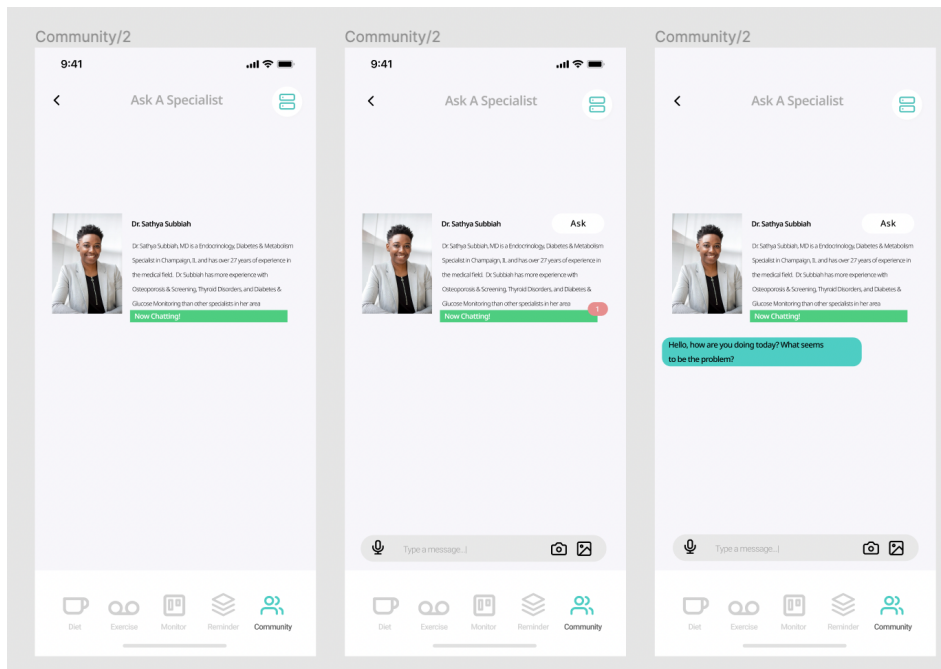 Community/2
9:41
Ask A Specialist
Dr. Sathya Subbiah
Dr. Sathya Subbiah, MD is a Endocrinology, Diabetes & Metabolism
Specialist in Champaign, IL and has over 27 years of experience in
the medical field. Dr. Subbiah has more experience with
Osteoporosis & Screening, Thyroid Disorders, and Diabetes &
Glucose Monitoring than other specialists in her area
Now Chatting!
Diet Exercise Monitor Reminder Community
Community/2
9:41
Ask A Specialist
Dr. Sathya Subbiah
Ask
Dr. Sathya Subbiah, MD is a Endocrinology, Diabetes & Metabolism
Specialist in Champaign, IL and has over 27 years of experience in
the medical field. Dr. Subbiah has more experience with
Osteoporosis & Screening, Thyroid Disorders, and Diabetes &
Glucose Monitoring than other specialists in her area
1
Now Chatting!
Type a message..|
Diet Exercise Monitor Reminder Community
Community/2
Ask A Specialist
Dr. Sathya Subbiah
Ask
Dr. Sathya Subbiah, MD is a Endocrinology, Diabetes & Metabolism
Specialist in Champaign, IL and has over 27 years of experience in
the medical field. Dr. Subbiah has more experience with
Osteoporosis & Screening, Thyroid Disorders, and Diabetes &
Glucose Monitoring than other specialists in her area
Now Chatting!
Hello, how are you doing today? What seems
to be the problem?
Type a message..|
Diet Exercise Monitor Reminder Community